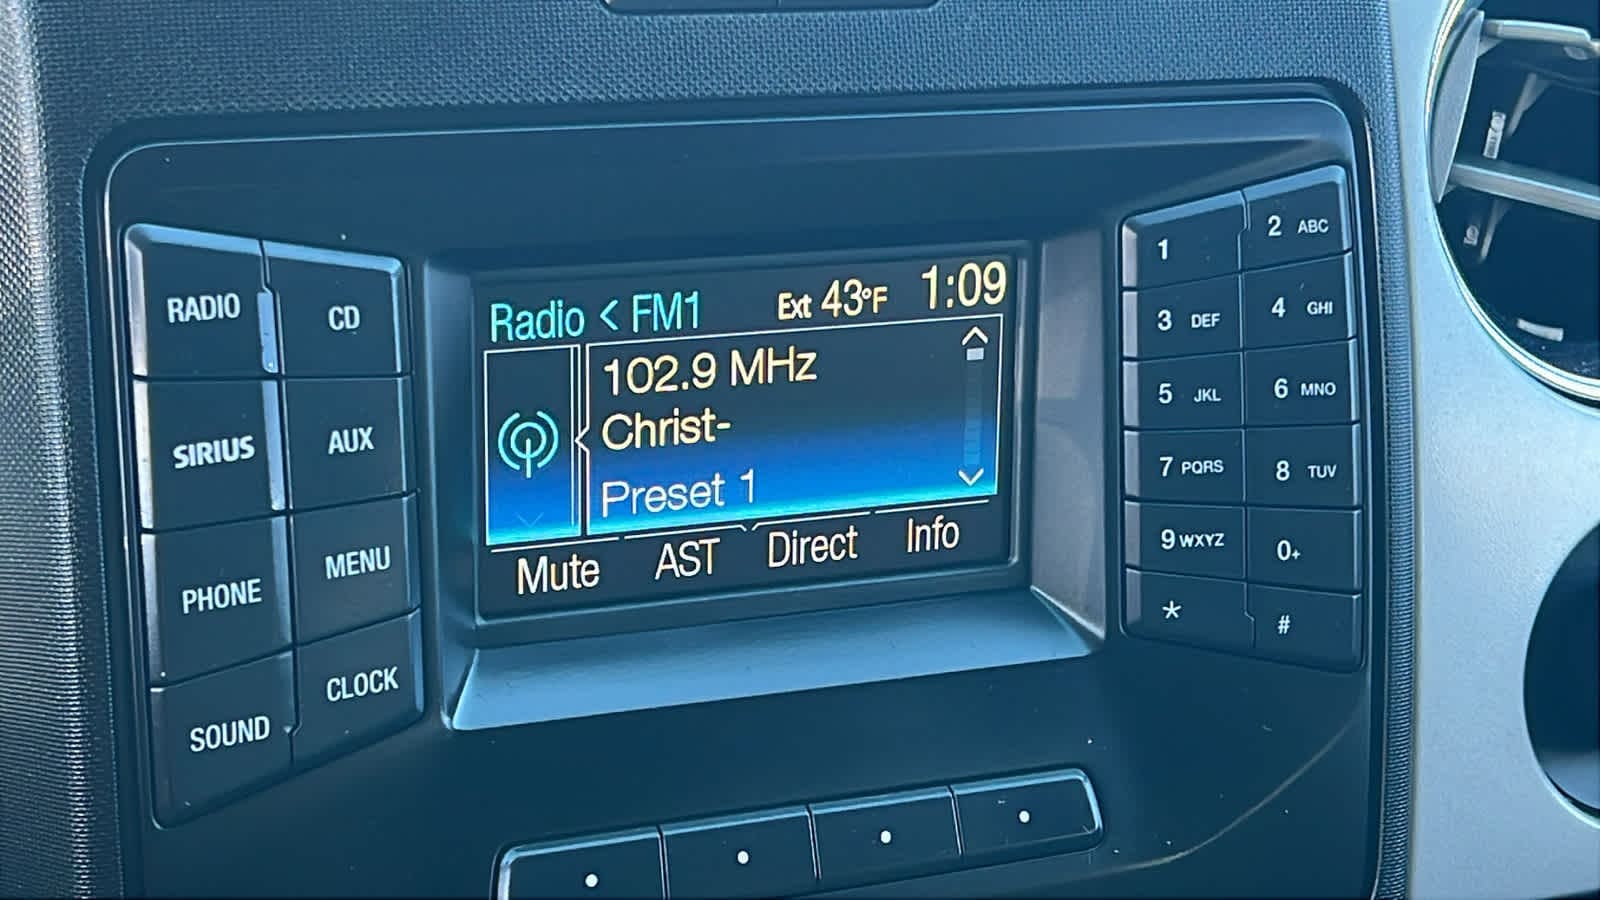 Radio < FM1 Ext 43°F 1:09
102.9 MHz
Christ-
Preset 1
Mute AST Direct Info
RADIO CD
SIRIUS AUX
PHONE MENU
SOUND CLOCK
1 2 ABC
3 DEF 4 GHI
5 JKL 6 MNO
7 PQRS 8 TUV
9 WXYZ 0+
* #